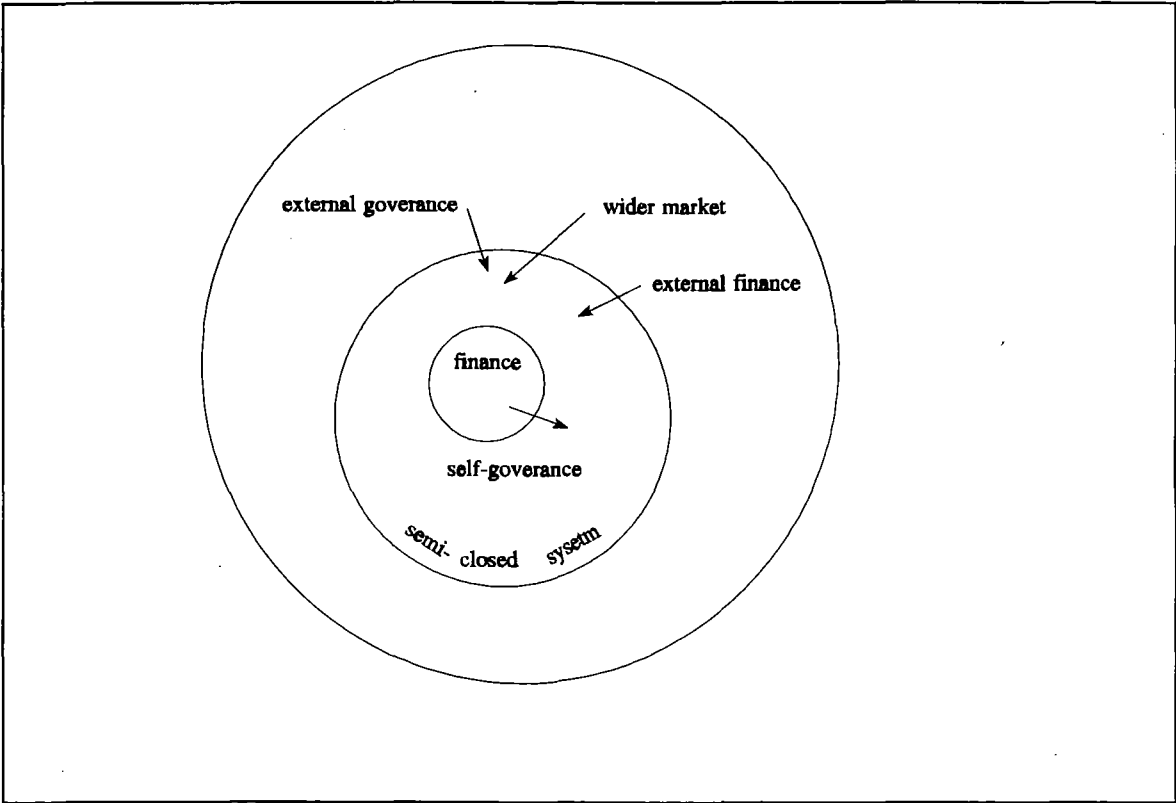 external goverance
wider market
external finance
finance
self-goverance
semi- closed sysetm